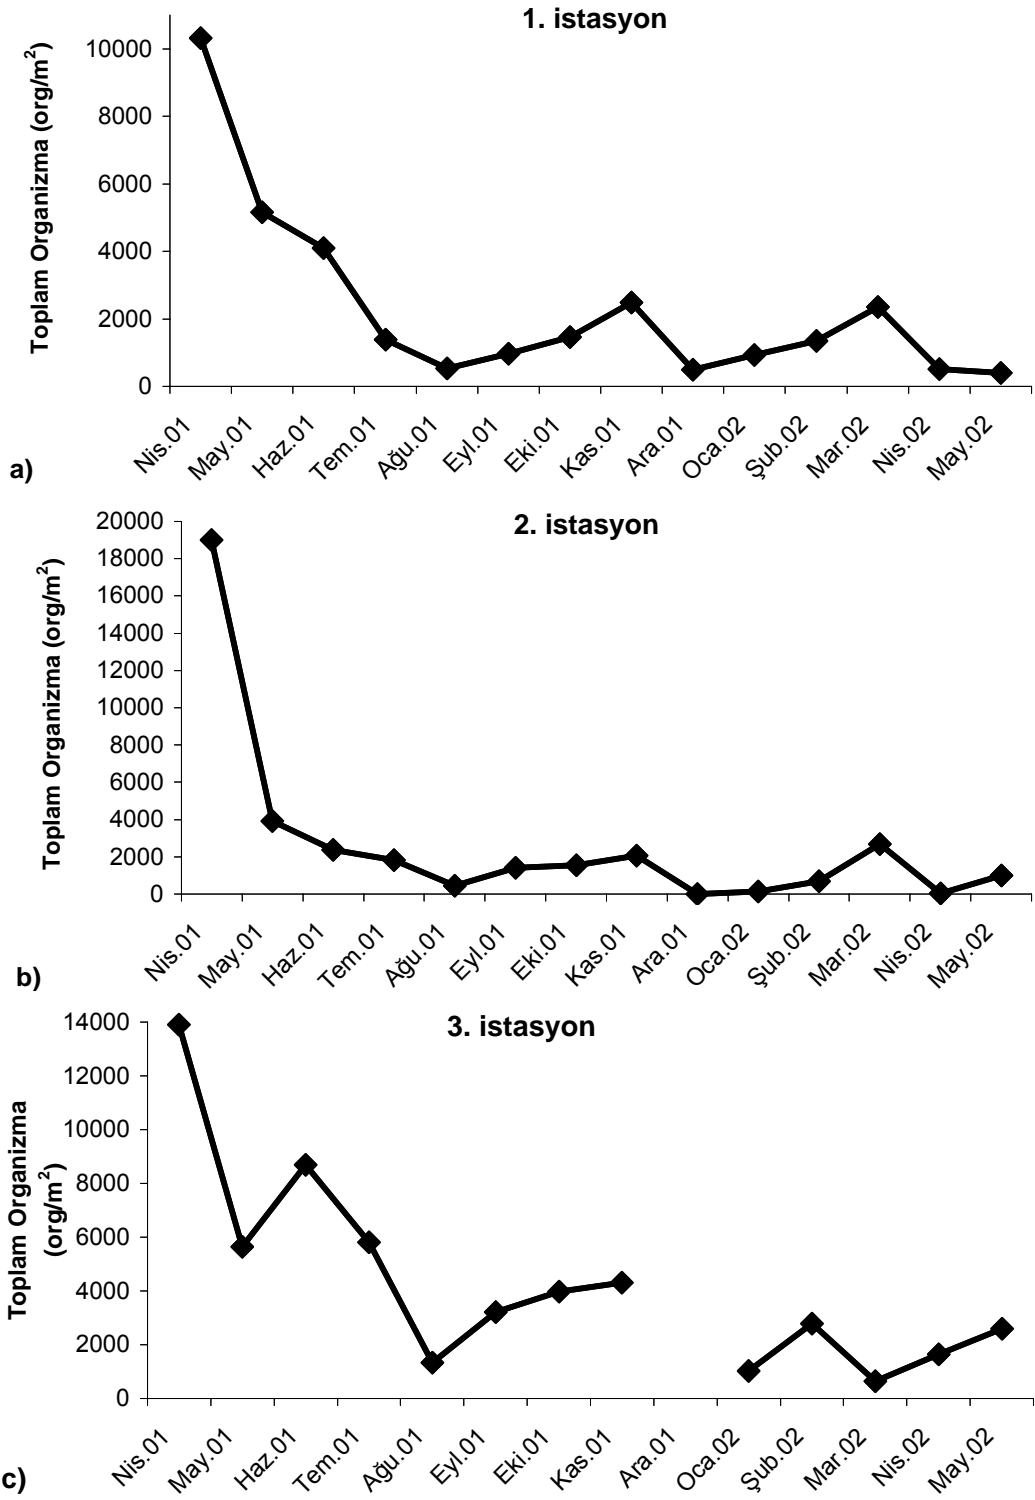 1. istasyon
Toplam Organizma (org/m²)
10000
8000
6000
4000
2000
0
Nis.01 May.01 Haz.01 Tem.01 Ağu.01 Eyl.01 Eki.01 Kas.01 Ara.01 Oca.02 Şub.02 Mar.02 Nis.02 May.02
a)
2. istasyon
Toplam Organizma (org/m²)
20000
18000
16000
14000
12000
10000
8000
6000
4000
2000
0
Nis.01 May.01 Haz.01 Tem.01 Ağu.01 Eyl.01 Eki.01 Kas.01 Ara.01 Oca.02 Şub.02 Mar.02 Nis.02 May.02
b)
3. istasyon
Toplam Organizma
(org/m²)
14000
12000
10000
8000
6000
4000
2000
0
Nis.01 May.01 Haz.01 Tem.01 Ağu.01 Eyl.01 Eki.01 Kas.01 Ara.01 Oca.02 Şub.02 Mar.02 Nis.02 May.02
c)